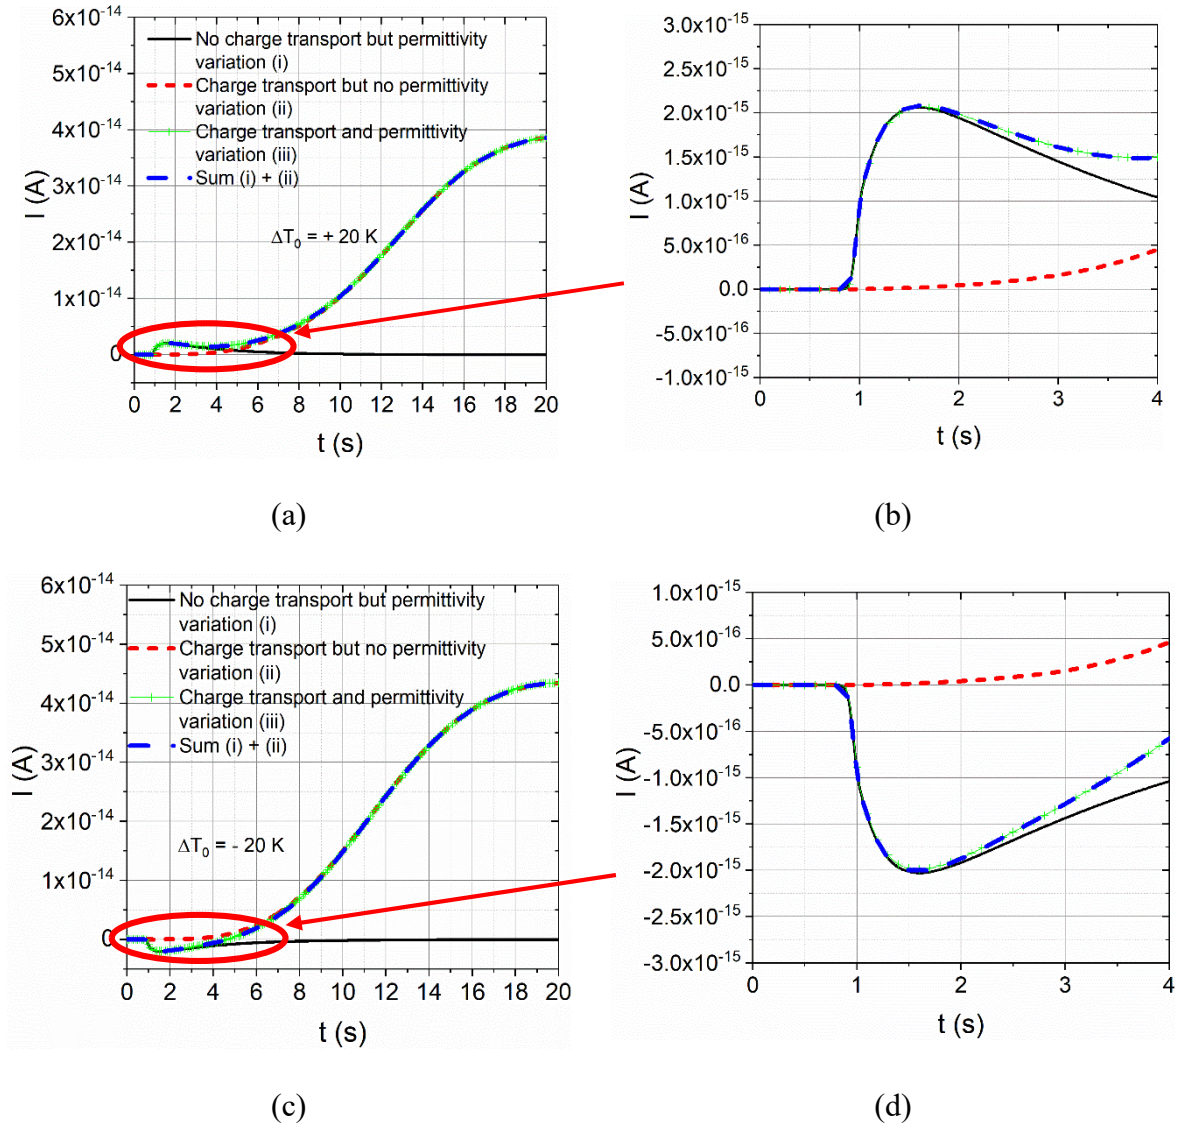 6x10⁻¹⁴
5x10⁻¹⁴
4x10⁻¹⁴
3x10⁻¹⁴
2x10⁻¹⁴
1x10⁻¹⁴
0
I (A)
No charge transport but permittivity
variation (i)
Charge transport but no permittivity
variation (ii)
Charge transport and permittivity
variation (iii)
Sum (i) + (ii)
ΔT₀ = + 20 K
0 2 4 6 8 10 12 14 16 18 20
t (s)
(a)
3.0x10⁻¹⁵
2.5x10⁻¹⁵
2.0x10⁻¹⁵
1.5x10⁻¹⁵
1.0x10⁻¹⁵
5.0x10⁻¹⁶
0.0
-5.0x10⁻¹⁶
-1.0x10⁻¹⁵
I (A)
0 1 2 3 4
t (s)
(b)
6x10⁻¹⁴
5x10⁻¹⁴
4x10⁻¹⁴
3x10⁻¹⁴
2x10⁻¹⁴
1x10⁻¹⁴
0
I (A)
No charge transport but permittivity
variation (i)
Charge transport but no permittivity
variation (ii)
Charge transport and permittivity
variation (iii)
Sum (i) + (ii)
ΔT₀ = - 20 K
0 2 4 6 8 10 12 14 16 18 20
t (s)
(c)
1.0x10⁻¹⁵
5.0x10⁻¹⁶
0.0
-5.0x10⁻¹⁶
-1.0x10⁻¹⁵
-1.5x10⁻¹⁵
-2.0x10⁻¹⁵
-2.5x10⁻¹⁵
-3.0x10⁻¹⁵
I (A)
0 1 2 3 4
t (s)
(d)